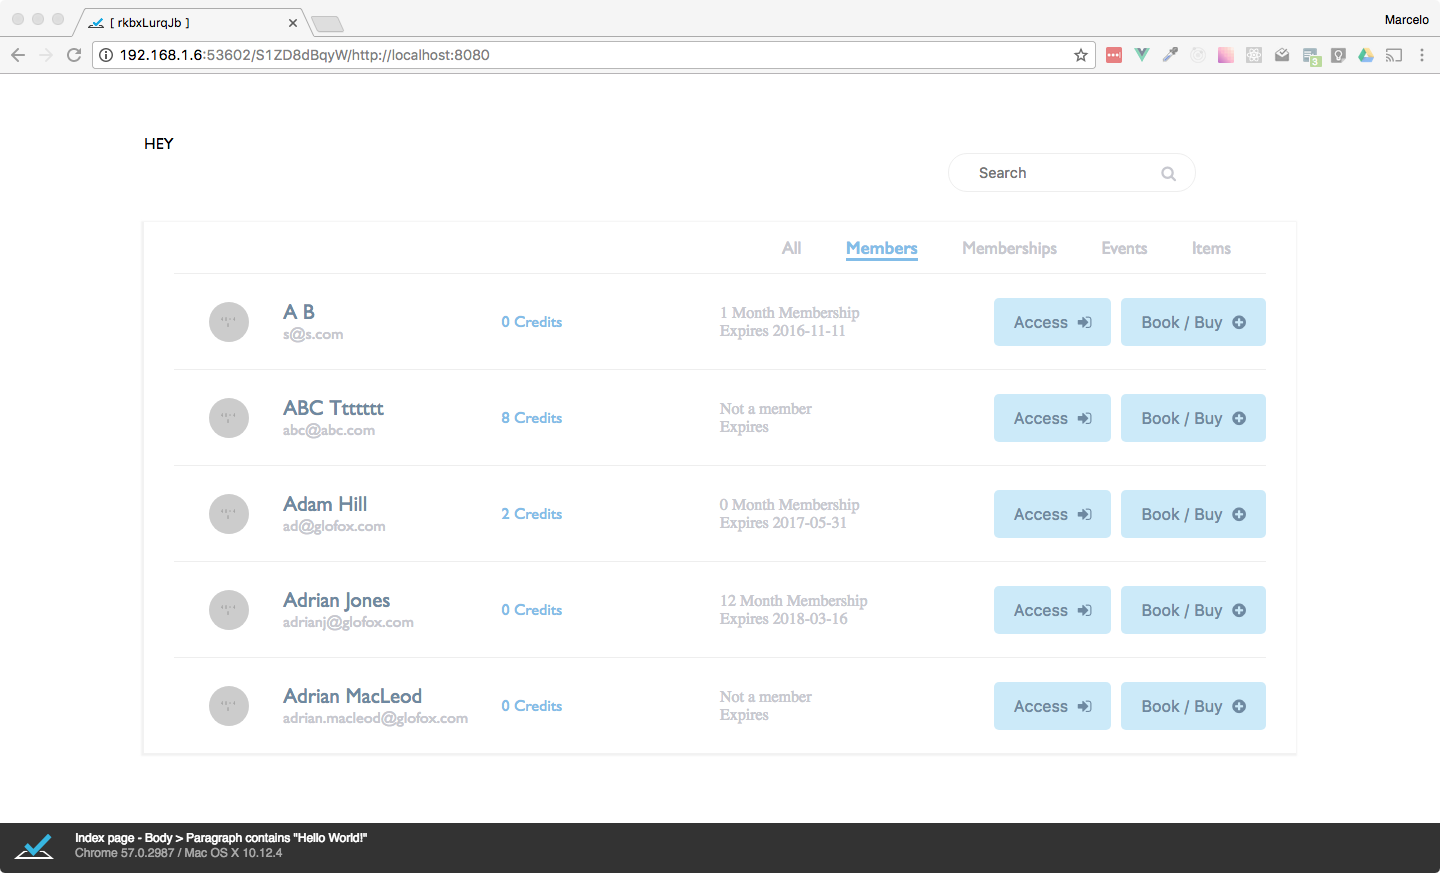 [ rkbxLurqJb ]
Marcelo
192.168.1.6:53602/S1ZD8dBqyW/http://localhost:8080
HEY
Search
All Members Memberships Events Items
A B
s@s.com
0 Credits
1 Month Membership
Expires 2016-11-11
Access
Book / Buy
ABC Ttttttt
abc@abc.com
8 Credits
Not a member
Expires
Access
Book / Buy
Adam Hill
ad@glofox.com
2 Credits
0 Month Membership
Expires 2017-05-31
Access
Book / Buy
Adrian Jones
adrianj@glofox.com
0 Credits
12 Month Membership
Expires 2018-03-16
Access
Book / Buy
Adrian MacLeod
adrian.macleod@glofox.com
0 Credits
Not a member
Expires
Access
Book / Buy
Index page - Body > Paragraph contains "Hello World!"
Chrome 57.0.2987 / Mac OS X 10.12.4